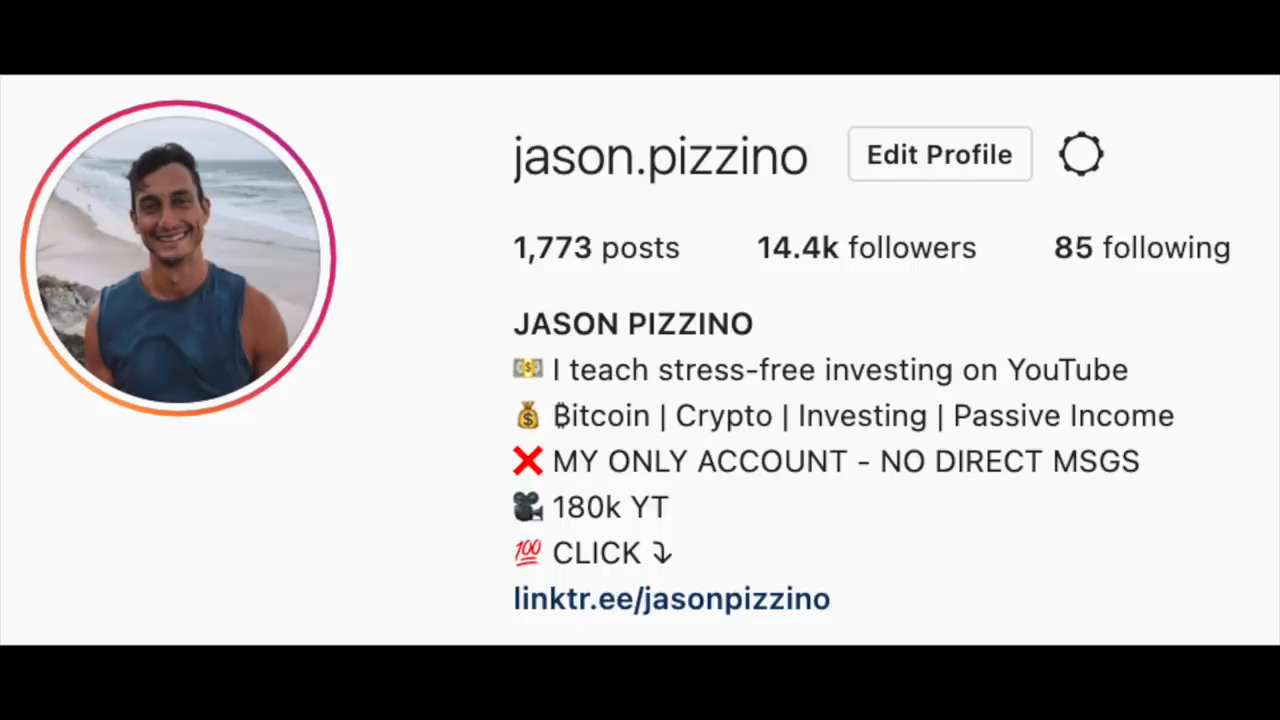 jason.pizzino Edit Profile
1,773 posts 14.4k followers 85 following
JASON PIZZINO
💵 I teach stress-free investing on YouTube
💰 ₿itcoin | Crypto | Investing | Passive Income
❌ MY ONLY ACCOUNT - NO DIRECT MSGS
🎥 180k YT
💯 CLICK ⤵
linktr.ee/jasonpizzino